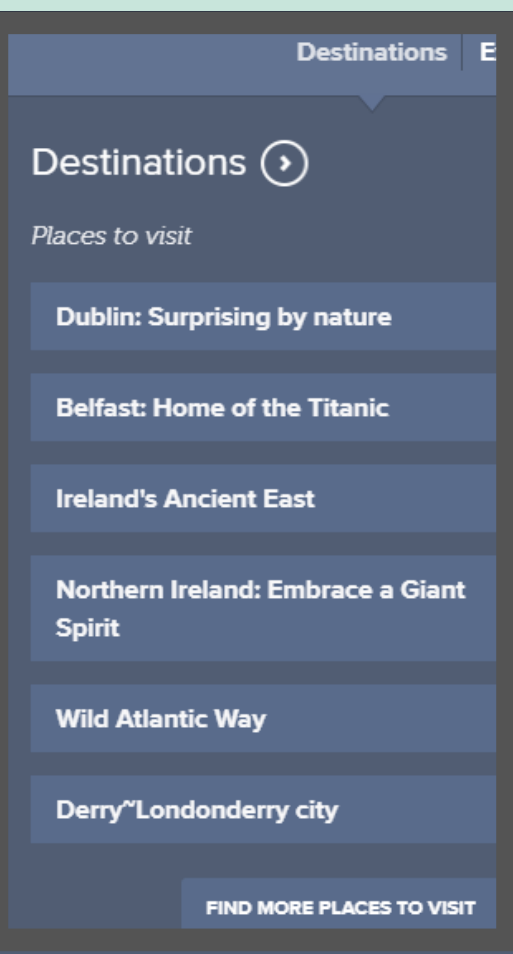 Destinations
Destinations
Places to visit
Dublin: Surprising by nature
Belfast: Home of the Titanic
Ireland's Ancient East
Northern Ireland: Embrace a Giant
Spirit
Wild Atlantic Way
Derry~Londonderry city
FIND MORE PLACES TO VISIT